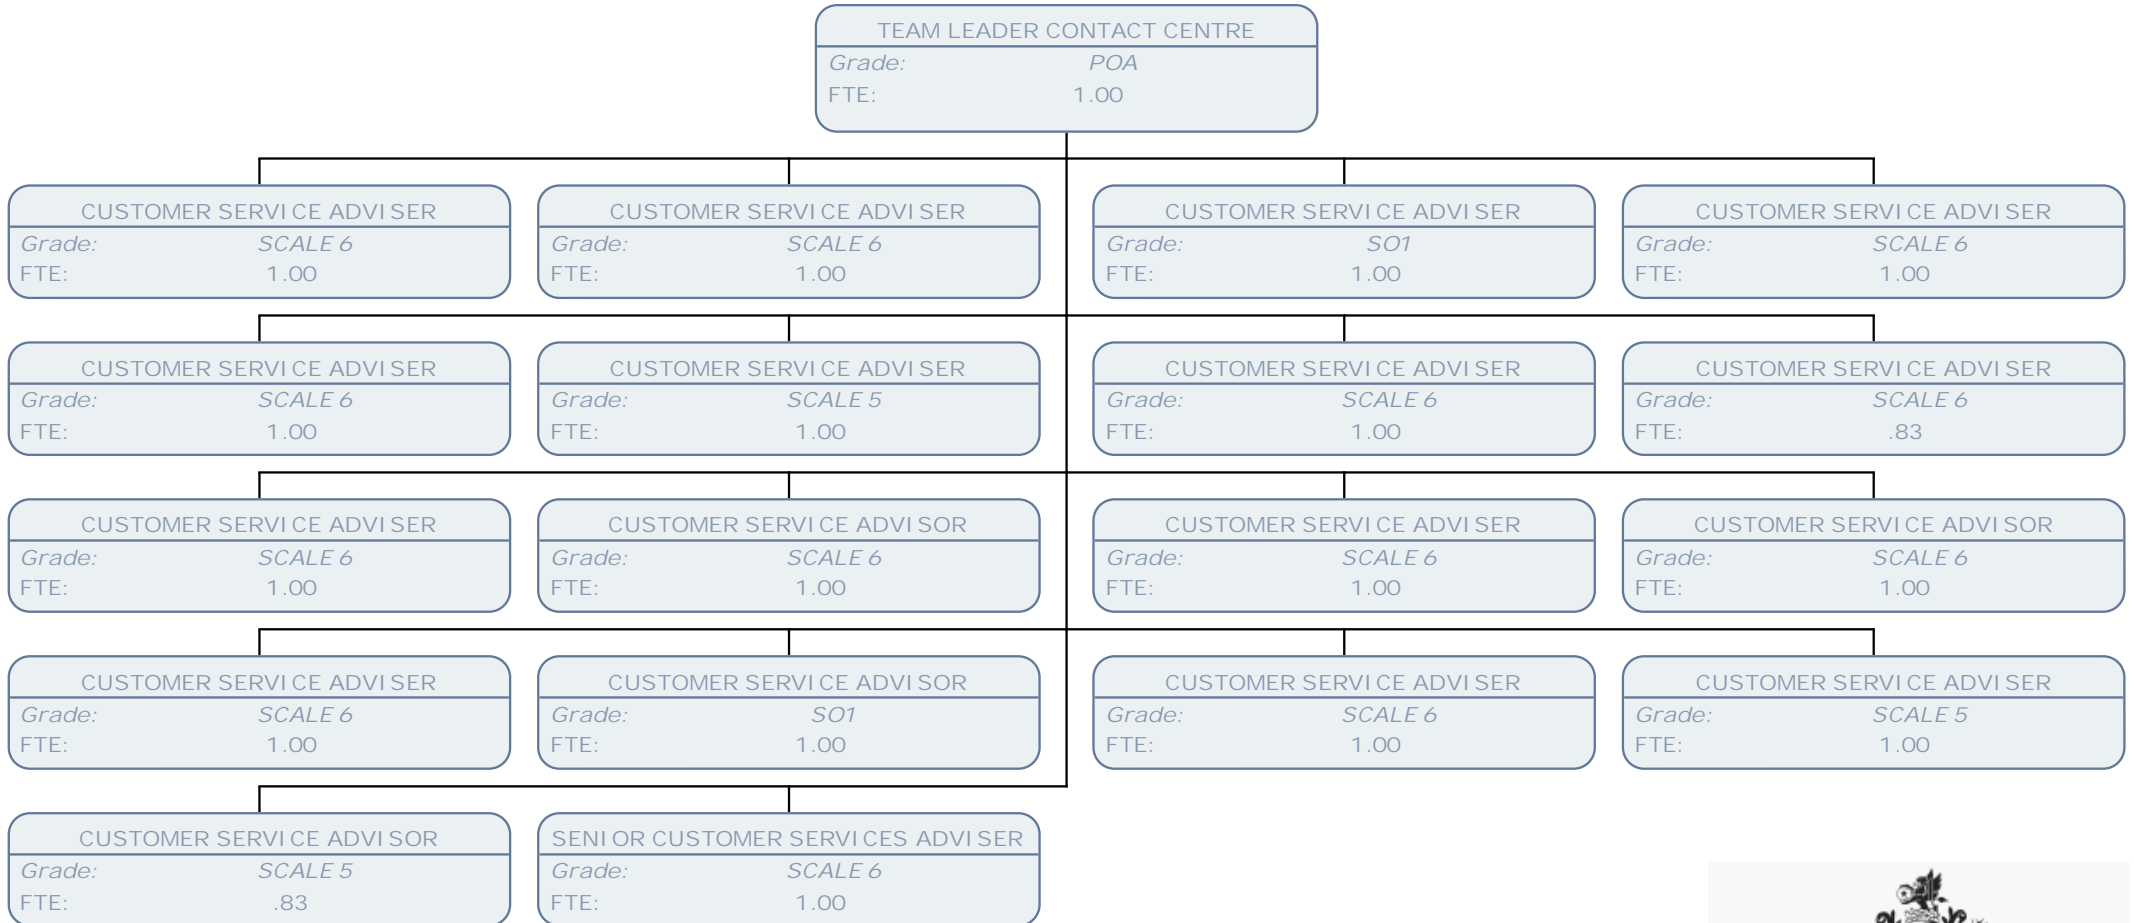 TEAM LEADER CONTACT CENTRE
Grade: POA
FTE: 1.00
CUSTOMER SERVICE ADVISER
Grade: SCALE 6
FTE: 1.00
CUSTOMER SERVICE ADVISER
Grade: SCALE 6
FTE: 1.00
CUSTOMER SERVICE ADVISER
Grade: SO1
FTE: 1.00
CUSTOMER SERVICE ADVISER
Grade: SCALE 6
FTE: 1.00
CUSTOMER SERVICE ADVISER
Grade: SCALE 6
FTE: 1.00
CUSTOMER SERVICE ADVISER
Grade: SCALE 5
FTE: 1.00
CUSTOMER SERVICE ADVISER
Grade: SCALE 6
FTE: 1.00
CUSTOMER SERVICE ADVISER
Grade: SCALE 6
FTE: .83
CUSTOMER SERVICE ADVISER
Grade: SCALE 6
FTE: 1.00
CUSTOMER SERVICE ADVISOR
Grade: SCALE 6
FTE: 1.00
CUSTOMER SERVICE ADVISER
Grade: SCALE 6
FTE: 1.00
CUSTOMER SERVICE ADVISOR
Grade: SCALE 6
FTE: 1.00
CUSTOMER SERVICE ADVISER
Grade: SCALE 6
FTE: 1.00
CUSTOMER SERVICE ADVISOR
Grade: SO1
FTE: 1.00
CUSTOMER SERVICE ADVISER
Grade: SCALE 6
FTE: 1.00
CUSTOMER SERVICE ADVISER
Grade: SCALE 5
FTE: 1.00
CUSTOMER SERVICE ADVISOR
Grade: SCALE 5
FTE: .83
SENIOR CUSTOMER SERVICES ADVISER
Grade: SCALE 6
FTE: 1.00